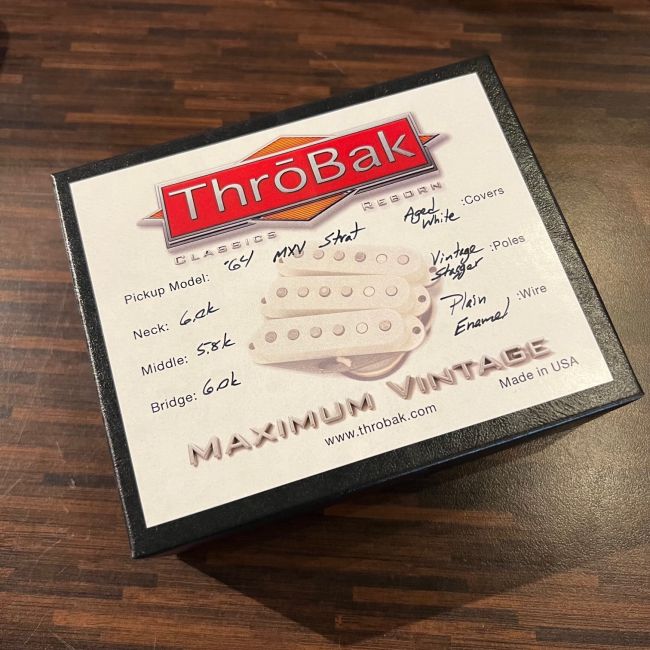 ThrōBak
CLASSICS REBORN
Pickup Model: '64 MXV Strat
Aged White :Covers
Neck: 6.0k
Vintage Stagger :Poles
Middle: 5.8k
Plain Enamel :Wire
Bridge: 6.0k
MAXIMUM VINTAGE
www.throbak.com
Made in USA